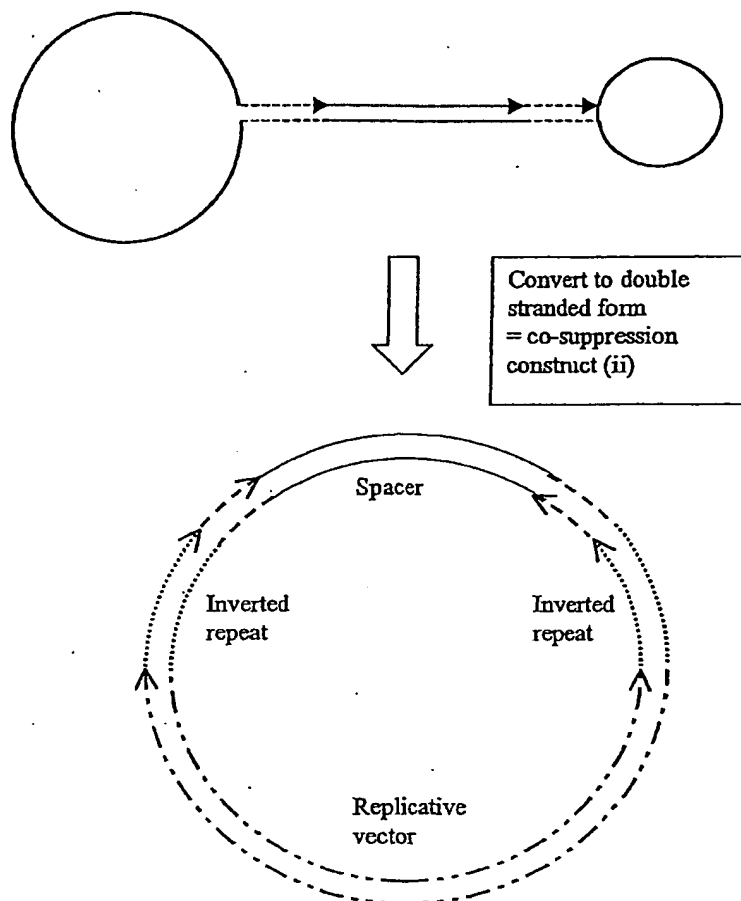 Convert to double
stranded form
= co-suppression
construct (ii)
Spacer
Inverted
repeat
Inverted
repeat
Replicative
vector